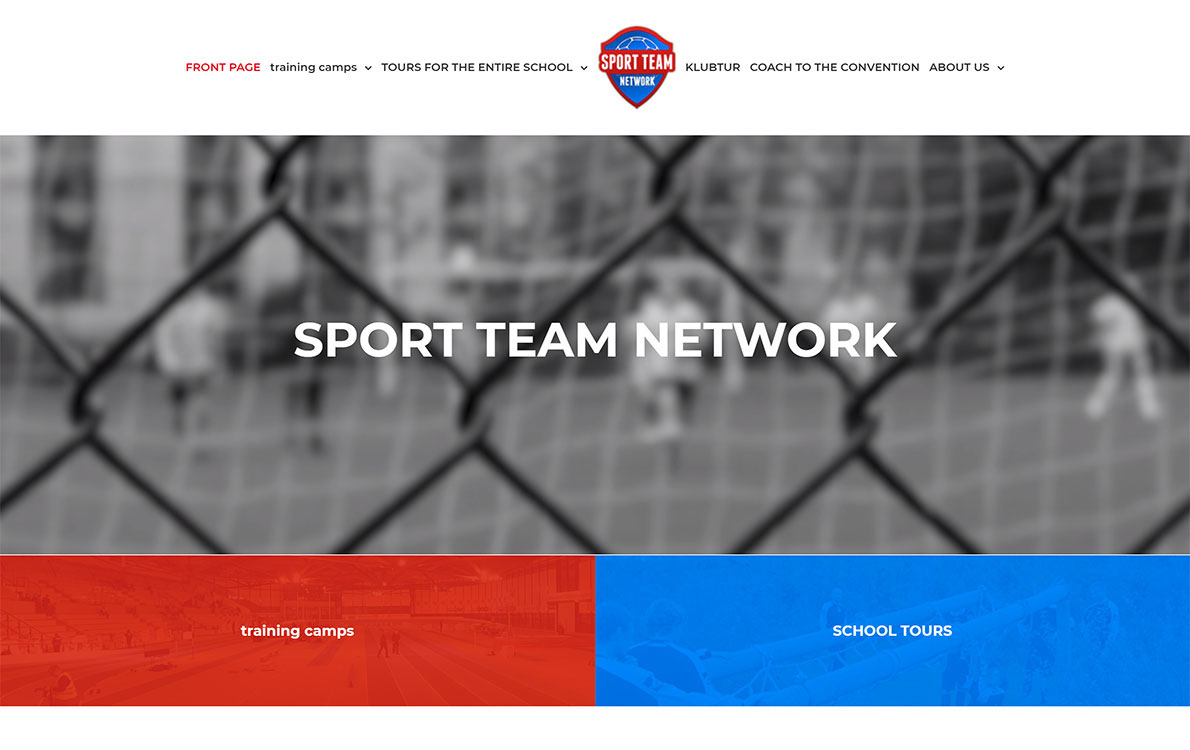 FRONT PAGE training camps TOURS FOR THE ENTIRE SCHOOL SPORT TEAM NETWORK KLUBTUR COACH TO THE CONVENTION ABOUT US
SPORT TEAM NETWORK
training camps SCHOOL TOURS